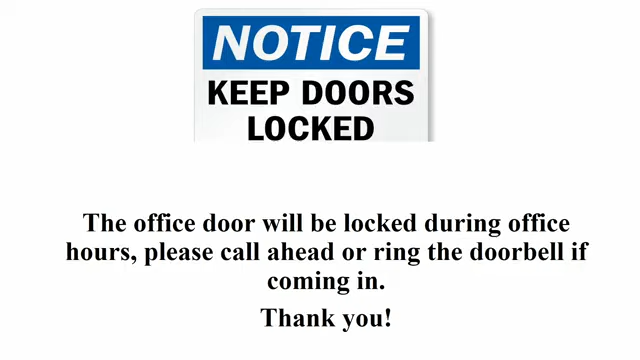 NOTICE
KEEP DOORS
LOCKED
The office door will be locked during office
hours, please call ahead or ring the doorbell if
coming in.
Thank you!